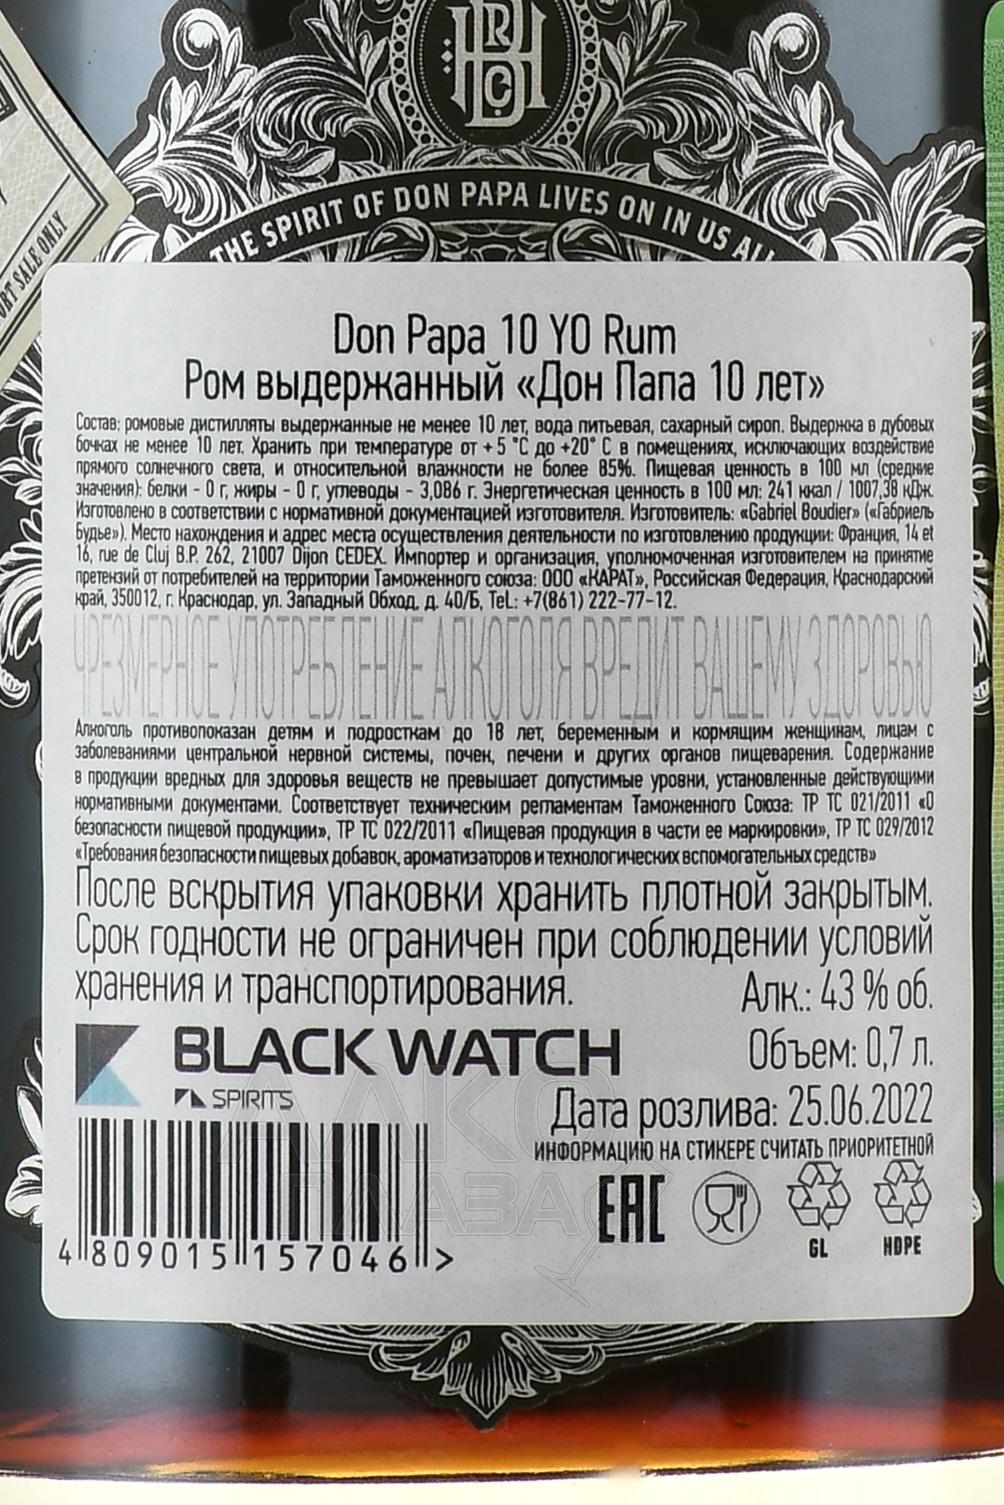 BRHDC
THE SPIRIT OF DON PAPA LIVES ON IN US ALL
ORT SALE ONLY
Don Papa 10 YO Rum
Ром выдержанный «Дон Папа 10 лет»
Состав: ромовые дистилляты выдержанные не менее 10 лет, вода питьевая, сахарный сироп. Выдержка в дубовых
бочках не менее 10 лет. Хранить при температуре от +5 °C до +20° C в помещениях, исключающих воздействие
прямого солнечного света, и относительной влажности не более 85%. Пищевая ценность в 100 мл (средние
значения): белки - 0 г, жиры - 0 г, углеводы - 3,086 г. Энергетическая ценность в 100 мл: 241 ккал / 1007,38 кДж.
Изготовлено в соответствии с нормативной документацией изготовителя. Изготовитель: «Gabriel Boudier» («Габриель
Будье»). Место нахождения и адрес места осуществления деятельности по изготовлению продукции: Франция, 14 et
16, rue de Cluj B.P. 262, 21007 Dijon CEDEX. Импортер и организация, уполномоченная изготовителем на принятие
претензий от потребителей на территории Таможенного союза: ООО «КАРАТ», Российская Федерация, Краснодарский
край, 350012, г. Краснодар, ул. Западный Обход, д. 40/Б, Tel.: +7(861) 222-77-12.
ЧРЕЗМЕРНОЕ УПОТРЕБЛЕНИЕ АЛКОГОЛЯ ВРЕДИТ ВАШЕМУ ЗДОРОВЬЮ
Алкоголь противопоказан детям и подросткам до 18 лет, беременным и кормящим женщинам, лицам с
заболеваниями центральной нервной системы, почек, печени и других органов пищеварения. Содержание
в продукции вредных для здоровья веществ не превышает допустимые уровни, установленные действующими
нормативными документами. Соответствует техническим регламентам Таможенного Союза: ТР ТС 021/2011 «О
безопасности пищевой продукции», ТР ТС 022/2011 «Пищевая продукция в части ее маркировки», ТР ТС 029/2012
«Требования безопасности пищевых добавок, ароматизаторов и технологических вспомогательных средств»
После вскрытия упаковки хранить плотной закрытым.
Срок годности не ограничен при соблюдении условий
хранения и транспортирования.
Алк.: 43 % об.
BLACK WATCH
SPIRITS
Объем: 0,7 л.
Дата розлива: 25.06.2022
ИНФОРМАЦИЮ НА СТИКЕРЕ СЧИТАТЬ ПРИОРИТЕТНОЙ
EAC
GL
HDPE
4 809015 157046 >
АЛКО
ПЛАЗА